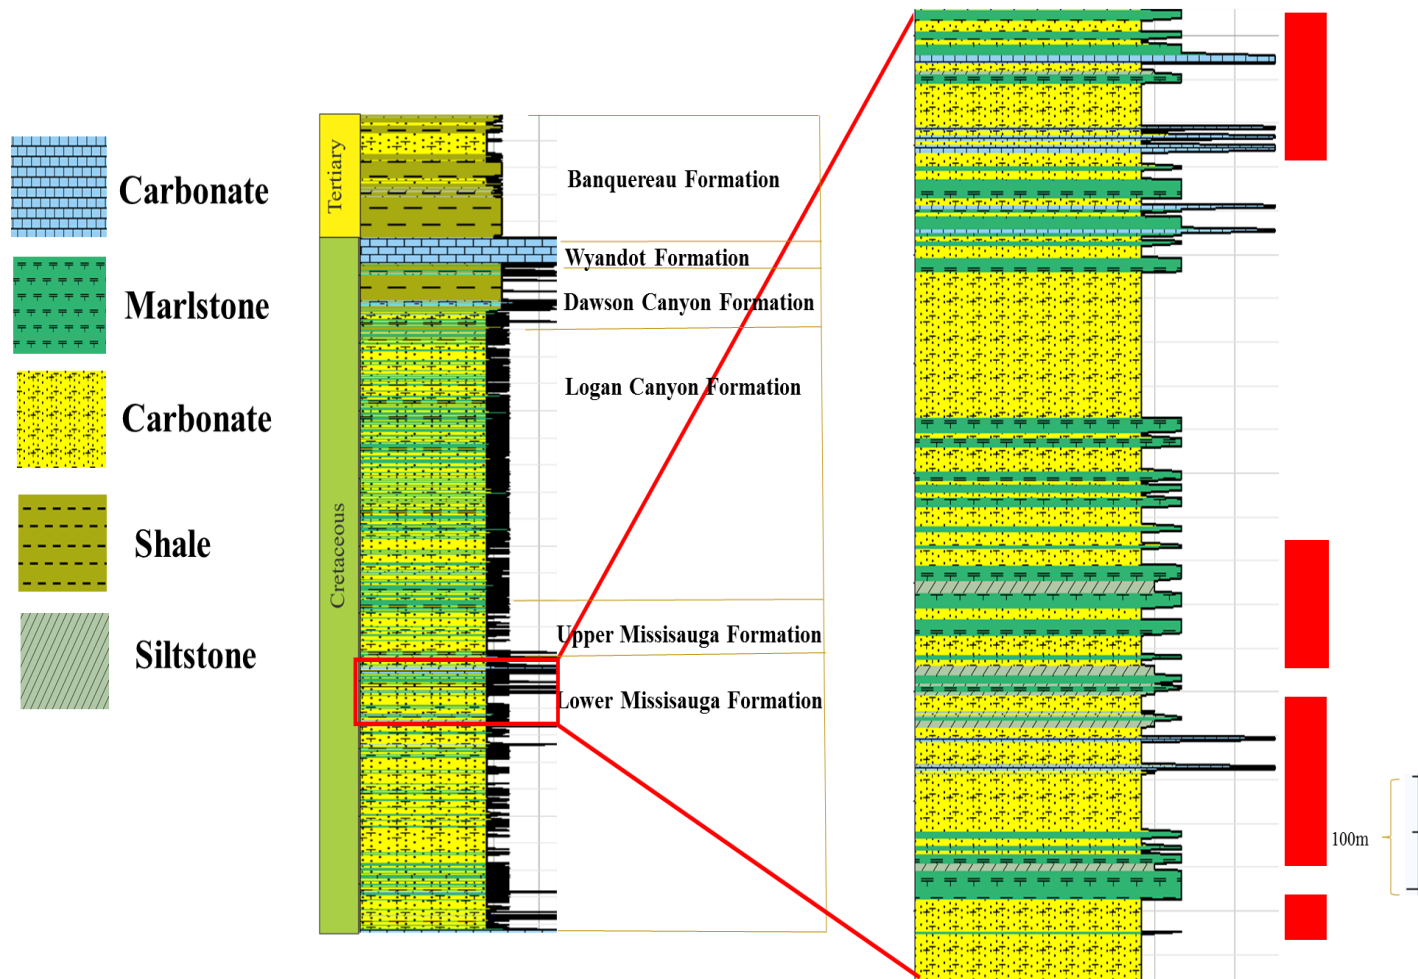 Carbonate
Marlstone
Carbonate
Shale
Siltstone
Tertiary
Cretaceous
Banquereau Formation
Wyandot Formation
Dawson Canyon Formation
Logan Canyon Formation
Upper Missisauga Formation
Lower Missisauga Formation
100m